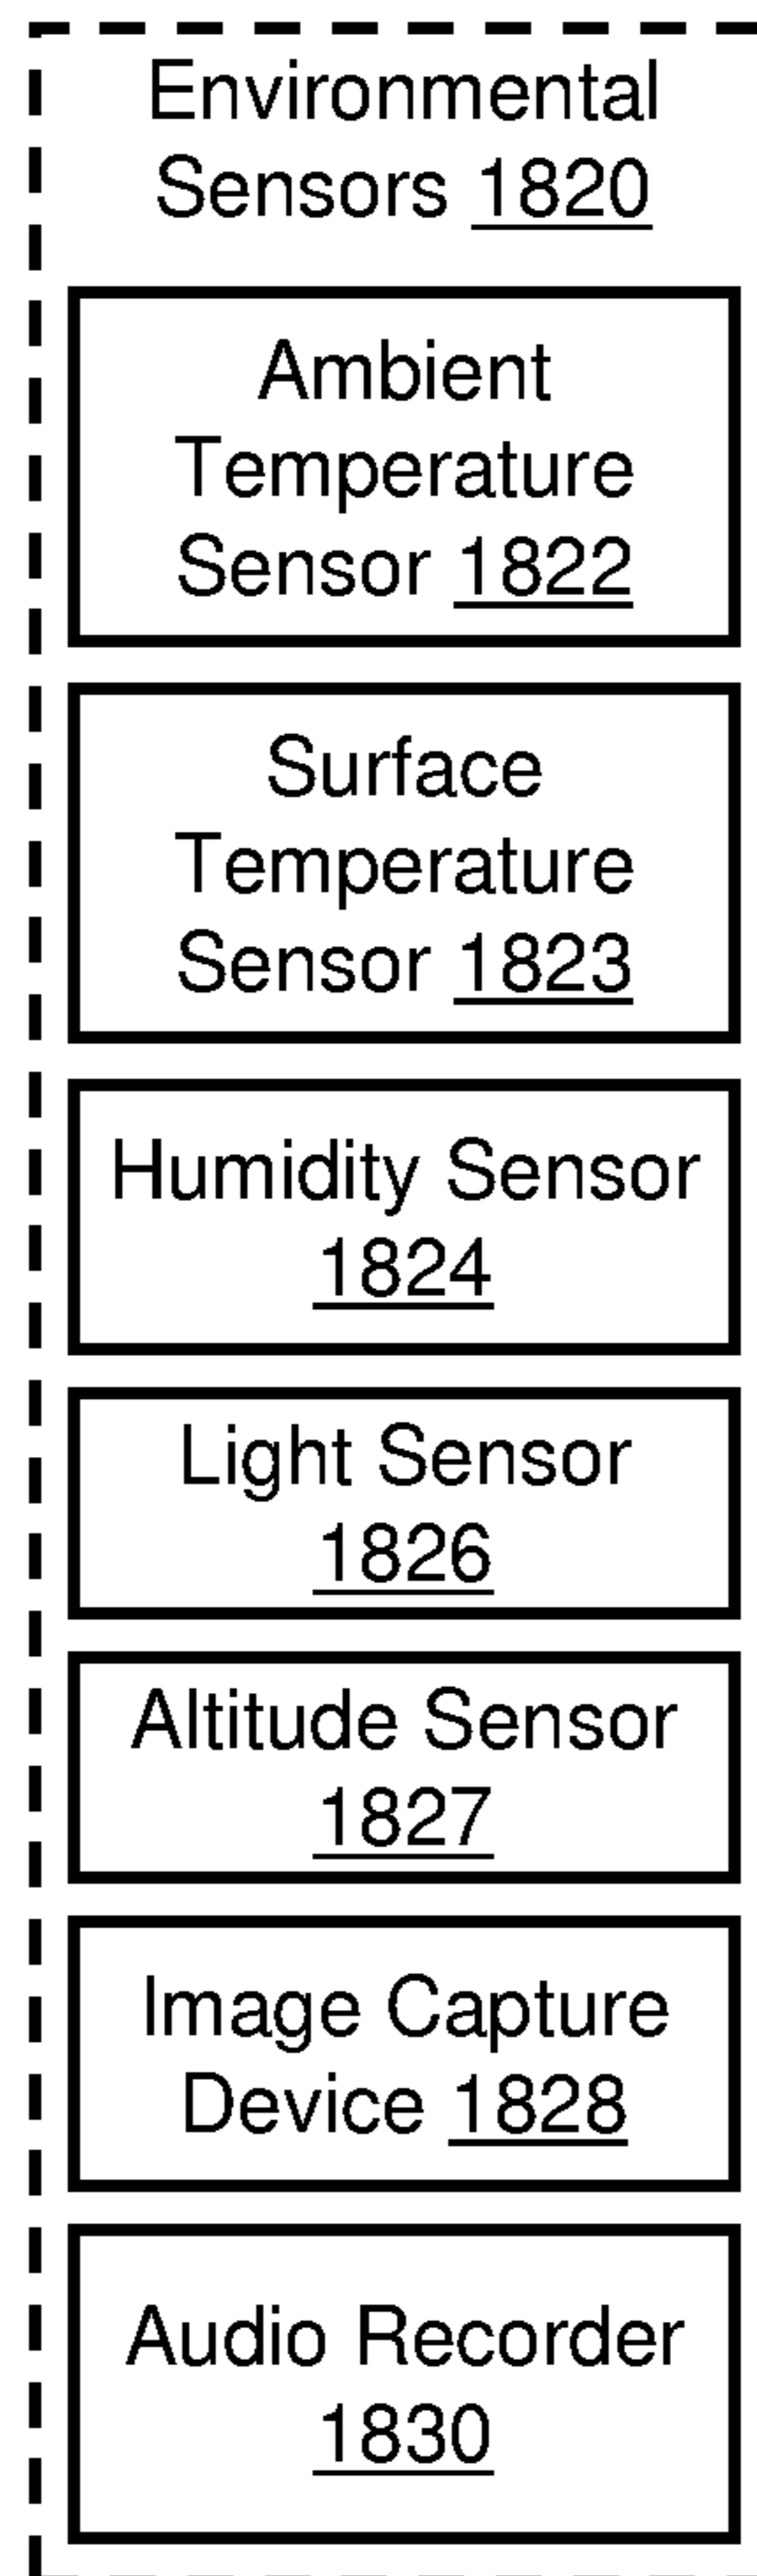 Environmental
Sensors 1820
Ambient
Temperature
Sensor 1822
Surface
Temperature
Sensor 1823
Humidity Sensor
1824
Light Sensor
1826
Altitude Sensor
1827
Image Capture
Device 1828
Audio Recorder
1830